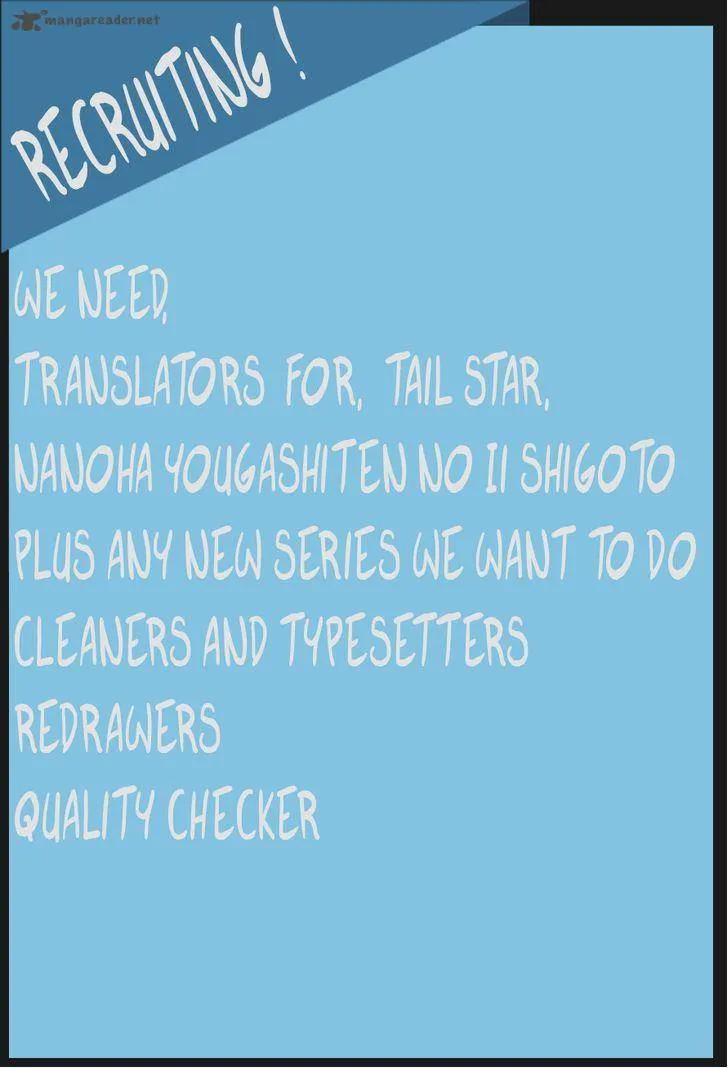 mangareader.net
RECRUITING!
WE NEED,
TRANSLATORS FOR, TAIL STAR,
NANOHA YOUGASHITEN NO II SHIGOTO
PLUS ANY NEW SERIES WE WANT TO DO
CLEANERS AND TYPESETTERS
REDRAWERS
QUALITY CHECKER